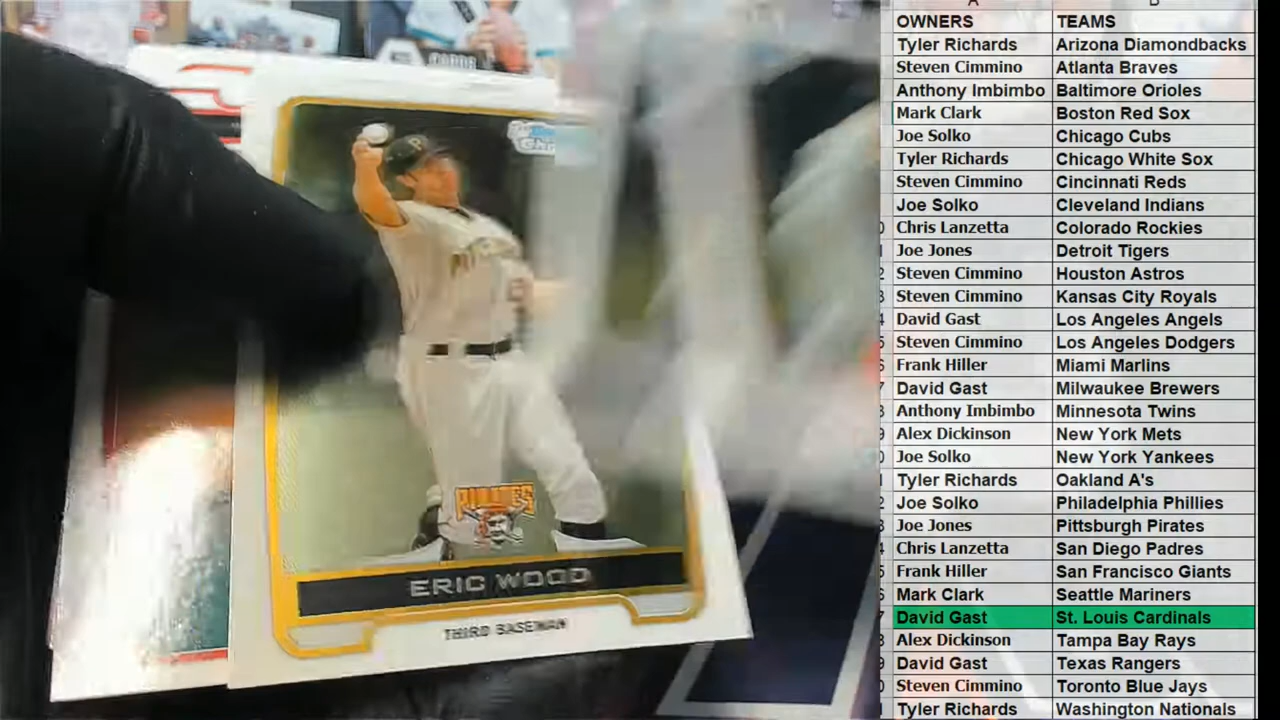 A B
OWNERS TEAMS
Tyler Richards Arizona Diamondbacks
Steven Cimmino Atlanta Braves
Anthony Imbimbo Baltimore Orioles
Mark Clark Boston Red Sox
Joe Solko Chicago Cubs
Tyler Richards Chicago White Sox
Steven Cimmino Cincinnati Reds
Joe Solko Cleveland Indians
Chris Lanzetta Colorado Rockies
Joe Jones Detroit Tigers
Steven Cimmino Houston Astros
Steven Cimmino Kansas City Royals
David Gast Los Angeles Angels
Steven Cimmino Los Angeles Dodgers
Frank Hiller Miami Marlins
David Gast Milwaukee Brewers
Anthony Imbimbo Minnesota Twins
Alex Dickinson New York Mets
Joe Solko New York Yankees
Tyler Richards Oakland A's
Joe Solko Philadelphia Phillies
Joe Jones Pittsburgh Pirates
Chris Lanzetta San Diego Padres
Frank Hiller San Francisco Giants
Mark Clark Seattle Mariners
David Gast St. Louis Cardinals
Alex Dickinson Tampa Bay Rays
David Gast Texas Rangers
Steven Cimmino Toronto Blue Jays
Tyler Richards Washington Nationals
PIRATES
ERIC WOOD
THIRD BASEMAN